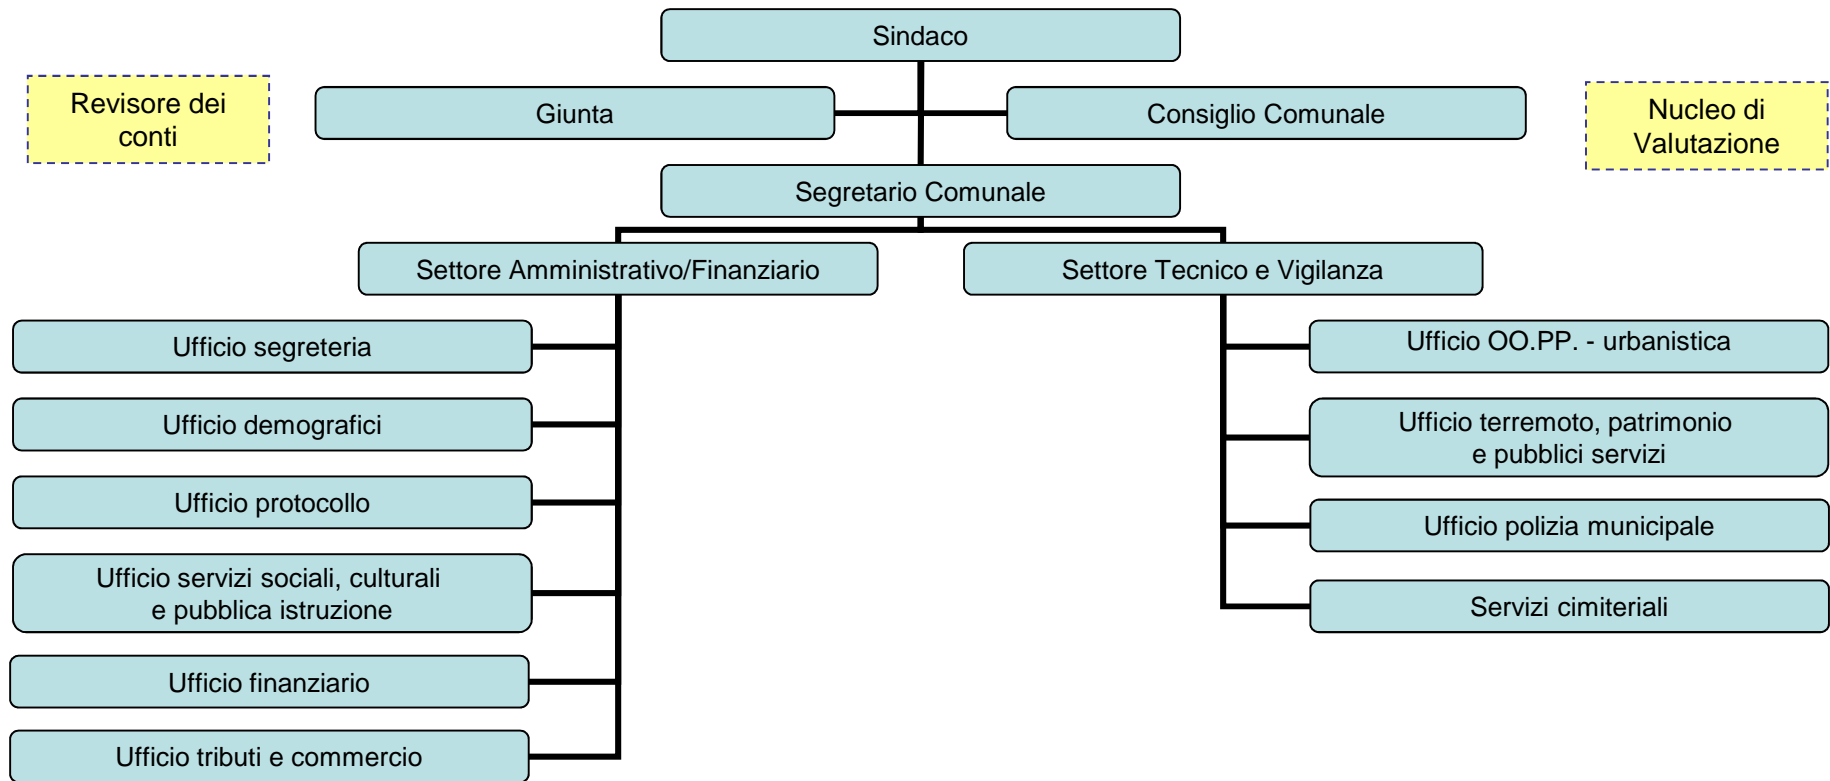 Sindaco
Revisore dei
conti
Giunta
Consiglio Comunale
Nucleo di
Valutazione
Segretario Comunale
Settore Amministrativo/Finanziario
Settore Tecnico e Vigilanza
Ufficio segreteria
Ufficio demografici
Ufficio protocollo
Ufficio servizi sociali, culturali
e pubblica istruzione
Ufficio finanziario
Ufficio tributi e commercio
Ufficio OO.PP. - urbanistica
Ufficio terremoto, patrimonio
e pubblici servizi
Ufficio polizia municipale
Servizi cimiteriali